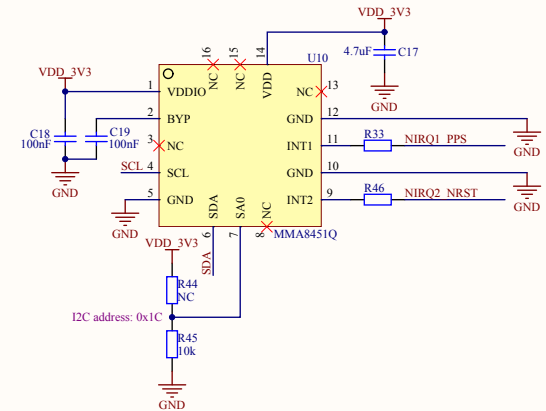 VDD_3V3
4.7uF C17
GND
16 15 14
U10
NC NC VDD
NC 13
VDD_3V3
1 VDDIO
2 BYP
GND 12
GND
C18 C19
100nF 100nF
3 NC
INT1 11 R33 NIRQ1_PPS
SCL 4 SCL
GND 10
GND
5 GND
INT2 9 R46 NIRQ2_NRST
GND
GND
SDA SA0 NC
6 7 8 MMA8451Q
SDA
VDD_3V3
R44
NC
I2C address: 0x1C
R45
10k
GND